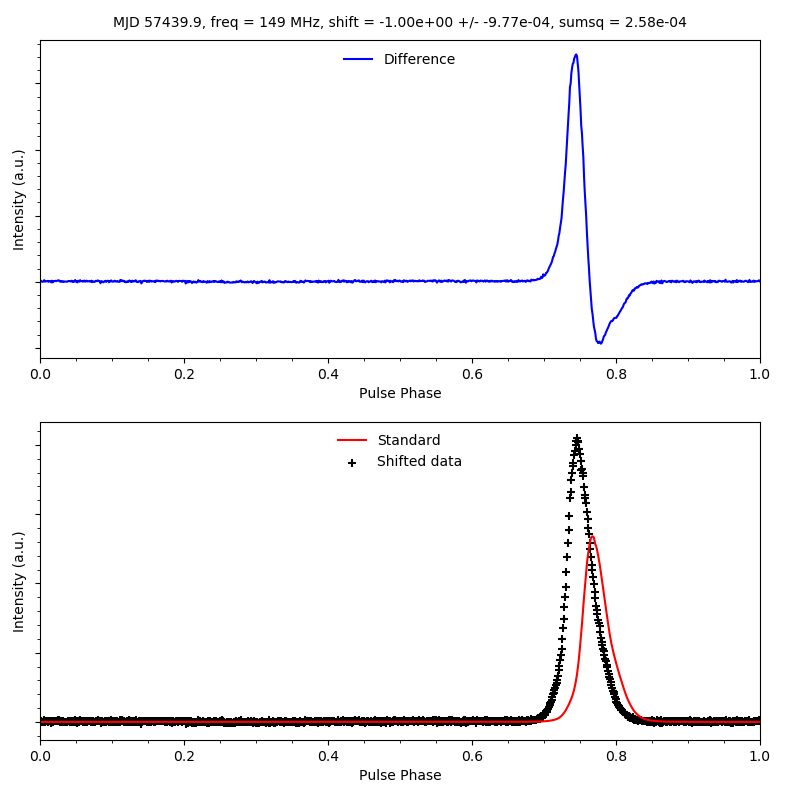 MJD 57439.9, freq = 149 MHz, shift = -1.00e+00 +/- -9.77e-04, sumsq = 2.58e-04
Difference
Intensity (a.u.)
0.0 0.2 0.4 0.6 0.8 1.0
Pulse Phase
Standard
Shifted data
Intensity (a.u.)
0.0 0.2 0.4 0.6 0.8 1.0
Pulse Phase